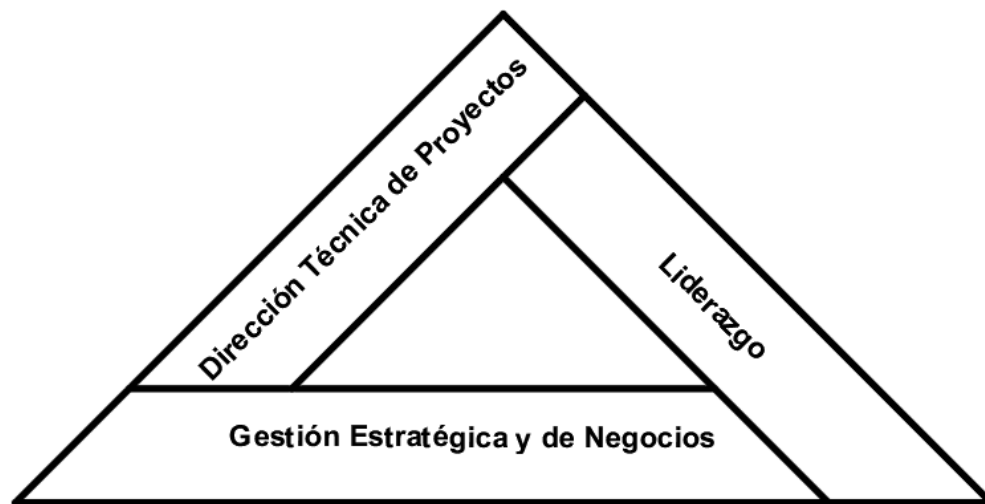 Dirección Técnica de Proyectos
Liderazgo
Gestión Estratégica y de Negocios